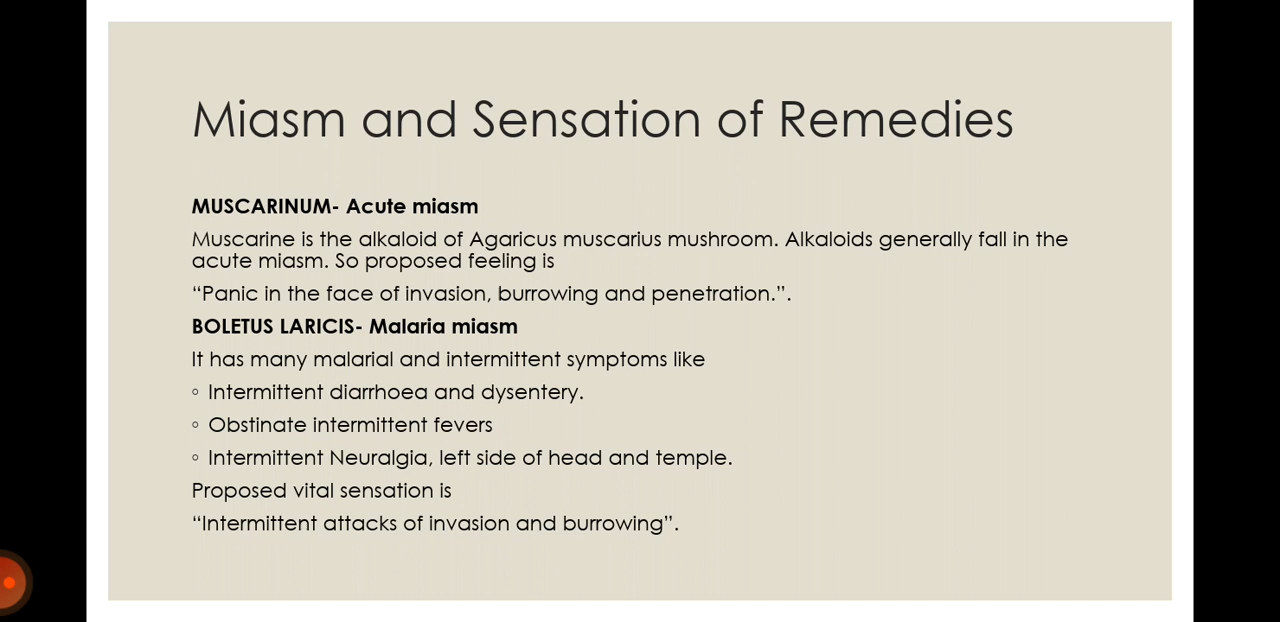 Miasm and Sensation of Remedies
MUSCARINUM- Acute miasm
Muscarine is the alkaloid of Agaricus muscarius mushroom. Alkaloids generally fall in the
acute miasm. So proposed feeling is
“Panic in the face of invasion, burrowing and penetration.”.
BOLETUS LARICIS- Malaria miasm
It has many malarial and intermittent symptoms like
◦ Intermittent diarrhoea and dysentery.
◦ Obstinate intermittent fevers
◦ Intermittent Neuralgia, left side of head and temple.
Proposed vital sensation is
“Intermittent attacks of invasion and burrowing”.